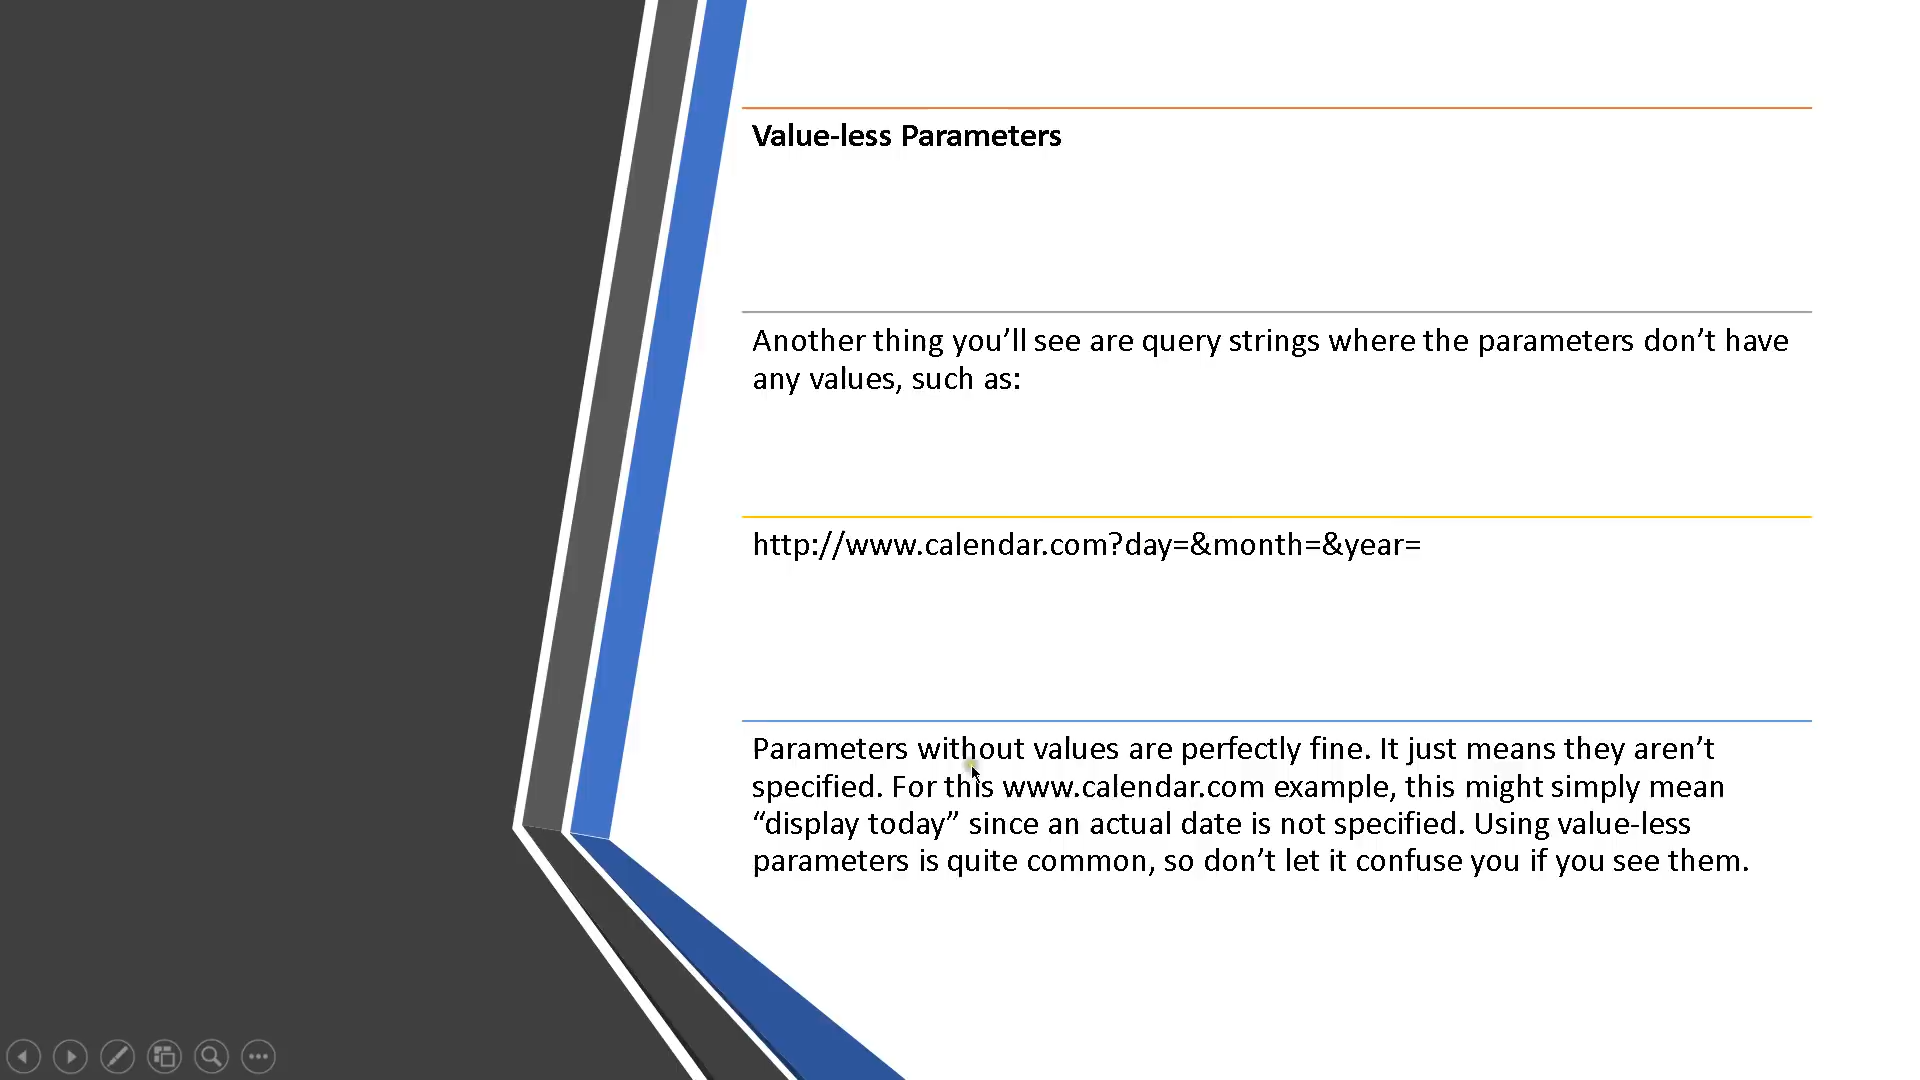 Value-less Parameters
Another thing you’ll see are query strings where the parameters don’t have
any values, such as:
http://www.calendar.com?day=&month=&year=
Parameters without values are perfectly fine. It just means they aren’t
specified. For this www.calendar.com example, this might simply mean
“display today” since an actual date is not specified. Using value-less
parameters is quite common, so don’t let it confuse you if you see them.